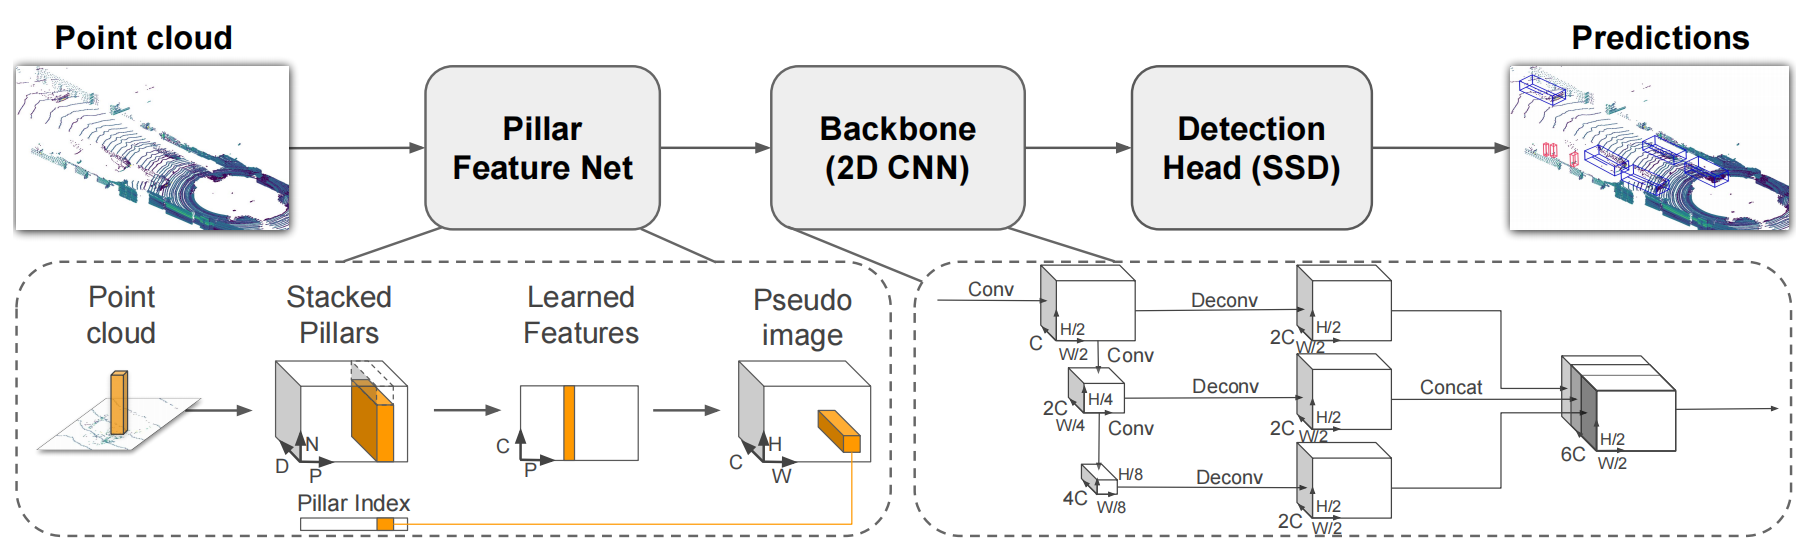 Point cloud
Pillar
Feature Net
Backbone
(2D CNN)
Detection
Head (SSD)
Predictions
Point
cloud
Stacked
Pillars
Learned
Features
Pseudo
image
N
D
P
C
P
H
C
W
Pillar Index
Conv
H/2
C
W/2
Conv
H/4
2C
W/4
Conv
H/8
4C
W/8
Deconv
H/2
2C
W/2
Deconv
H/2
2C
W/2
Deconv
H/2
2C
W/2
Concat
H/2
6C
W/2